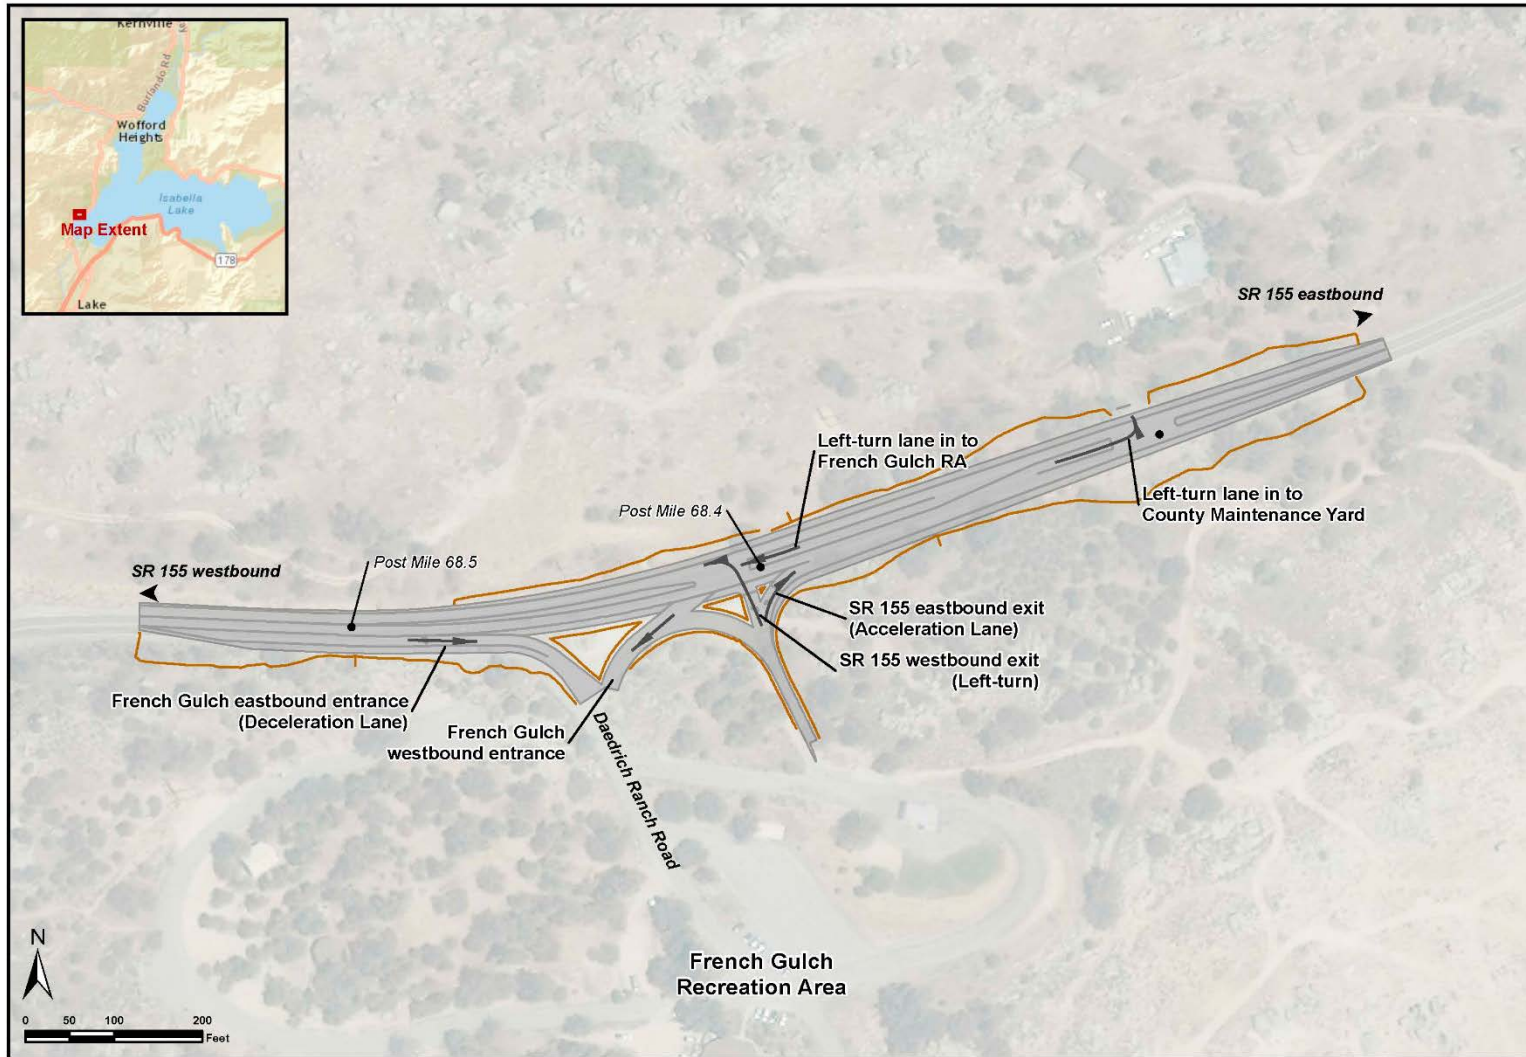 Kernville
Burlando Rd
Wofford
Heights
Isabella
Lake
Map Extent
178
Lake
SR 155 eastbound
Left-turn lane in to
French Gulch RA
Left-turn lane in to
County Maintenance Yard
Post Mile 68.4
Post Mile 68.5
SR 155 westbound
SR 155 eastbound exit
(Acceleration Lane)
SR 155 westbound exit
(Left-turn)
French Gulch eastbound entrance
(Deceleration Lane)
French Gulch
westbound entrance
Daedrich Ranch Road
French Gulch
Recreation Area
N
0 50 100 200
Feet